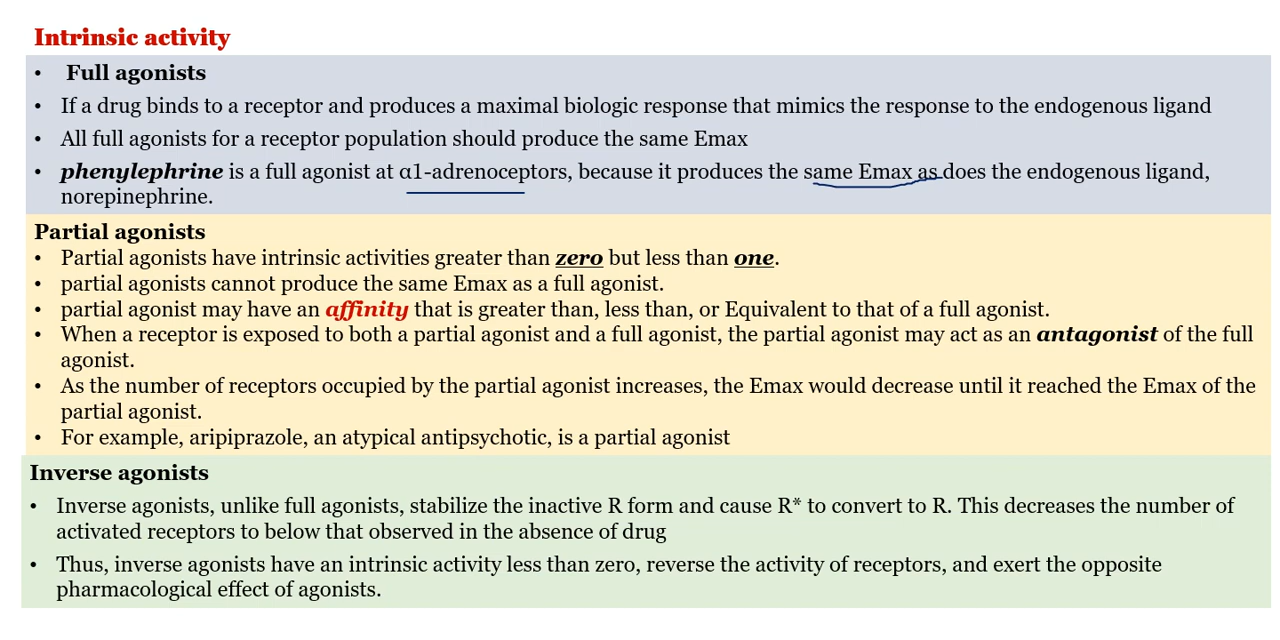 Intrinsic activity
• Full agonists
• If a drug binds to a receptor and produces a maximal biologic response that mimics the response to the endogenous ligand
• All full agonists for a receptor population should produce the same Emax
• phenylephrine is a full agonist at α1-adrenoceptors, because it produces the same Emax as does the endogenous ligand,
norepinephrine.
Partial agonists
• Partial agonists have intrinsic activities greater than zero but less than one.
• partial agonists cannot produce the same Emax as a full agonist.
• partial agonist may have an affinity that is greater than, less than, or Equivalent to that of a full agonist.
• When a receptor is exposed to both a partial agonist and a full agonist, the partial agonist may act as an antagonist of the full
agonist.
• As the number of receptors occupied by the partial agonist increases, the Emax would decrease until it reached the Emax of the
partial agonist.
• For example, aripiprazole, an atypical antipsychotic, is a partial agonist
Inverse agonists
• Inverse agonists, unlike full agonists, stabilize the inactive R form and cause R* to convert to R. This decreases the number of
activated receptors to below that observed in the absence of drug
• Thus, inverse agonists have an intrinsic activity less than zero, reverse the activity of receptors, and exert the opposite
pharmacological effect of agonists.